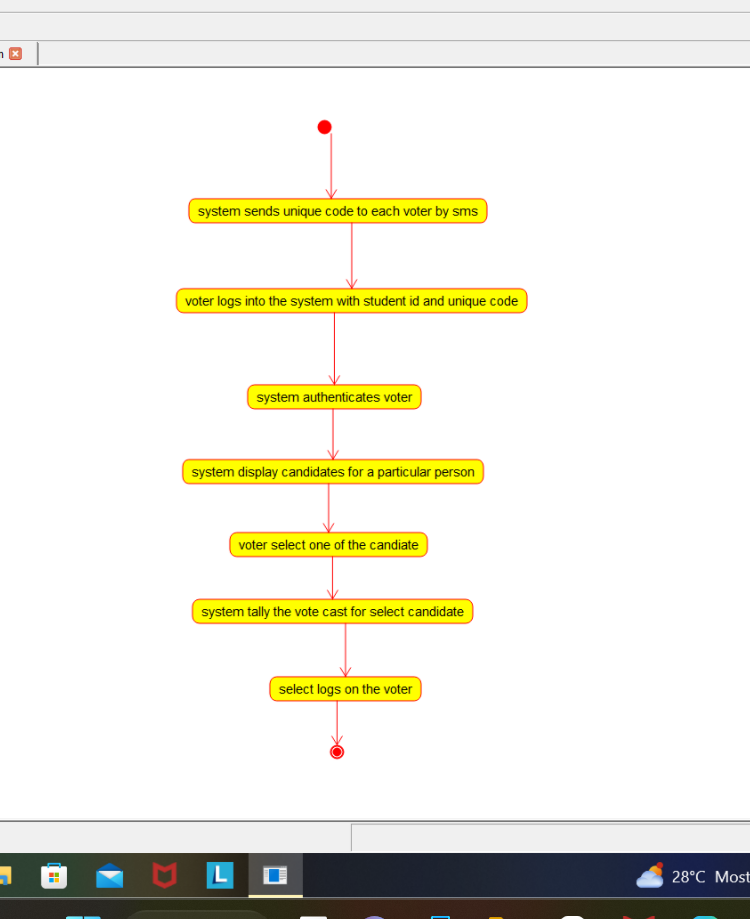 system sends unique code to each voter by sms
voter logs into the system with student id and unique code
system authenticates voter
system display candidates for a particular person
voter select one of the candiate
system tally the vote cast for select candidate
select logs on the voter
28°C Most